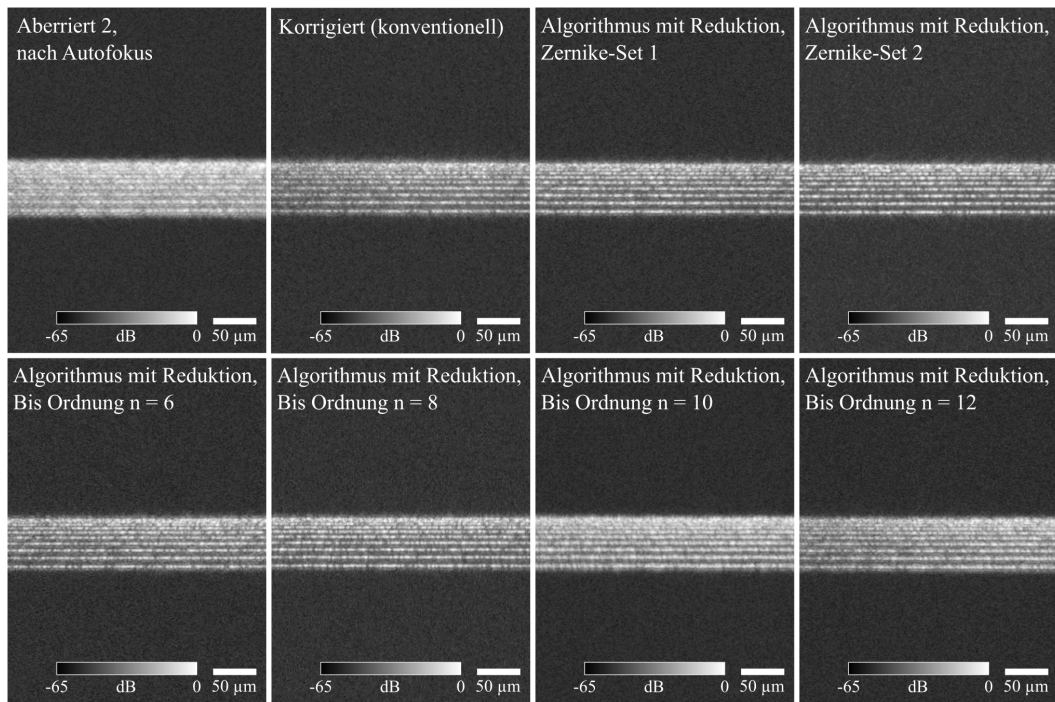 Aberriert 2,
nach Autofokus
-65 dB 0 50 µm
Korrigiert (konventionell)
-65 dB 0 50 µm
Algorithmus mit Reduktion,
Zernike-Set 1
-65 dB 0 50 µm
Algorithmus mit Reduktion,
Zernike-Set 2
-65 dB 0 50 µm
Algorithmus mit Reduktion,
Bis Ordnung n = 6
-65 dB 0 50 µm
Algorithmus mit Reduktion,
Bis Ordnung n = 8
-65 dB 0 50 µm
Algorithmus mit Reduktion,
Bis Ordnung n = 10
-65 dB 0 50 µm
Algorithmus mit Reduktion,
Bis Ordnung n = 12
-65 dB 0 50 µm